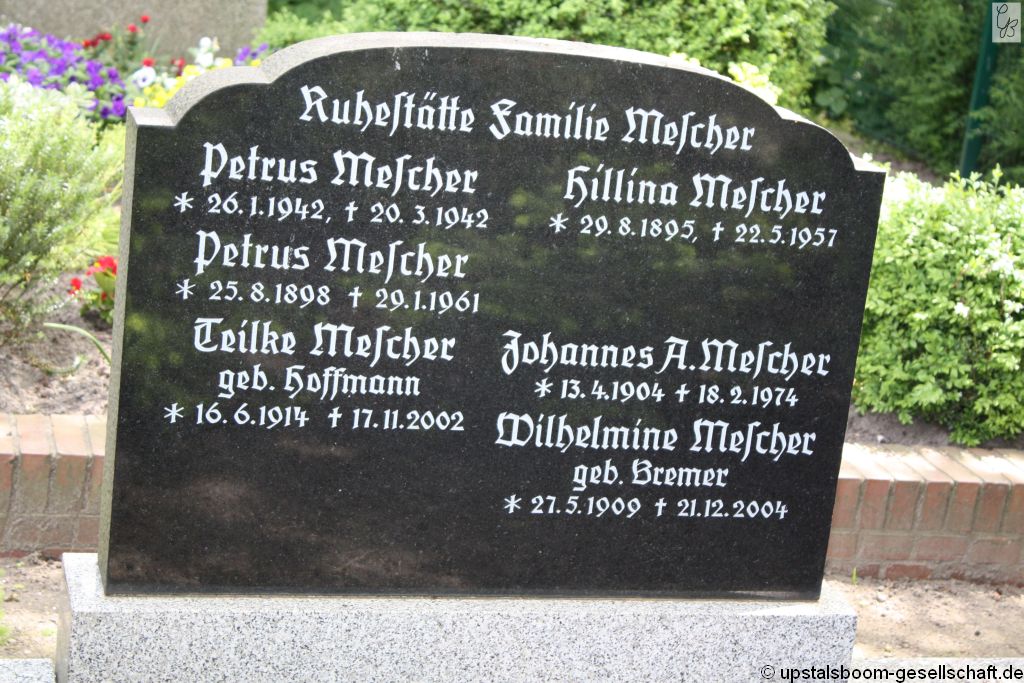 Ruheſtätte Familie Meſcher
Petrus Meſcher
* 26.1.1942, † 20.3.1942
Hillina Meſcher
* 29.8.1895, † 22.5.1957
Petrus Meſcher
* 25.8.1898 † 29.1.1961
Teilke Meſcher
geb. Hoffmann
* 16.6.1914 † 17.11.2002
Johannes A. Meſcher
* 13.4.1904 † 18.2.1974
Wilhelmine Meſcher
geb. Bremer
* 27.5.1909 † 21.12.2004
© upstalsboom-gesellschaft.de